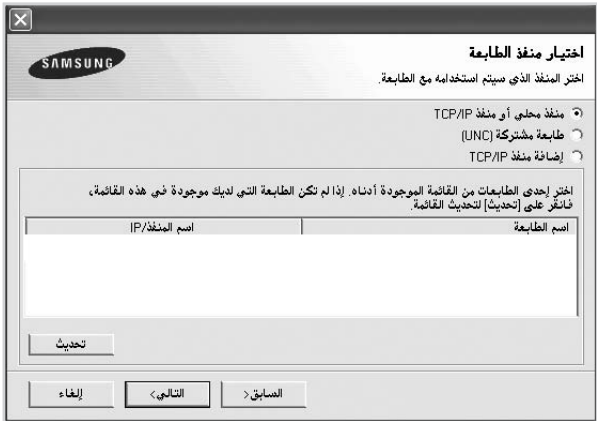 اختيار منفذ الطابعة
اختر المنفذ الذي سيتم استخدامه مع الطابعة.
SAMSUNG
منفذ محلي أو منفذ TCP/IP
طابعة مشتركة (UNC)
إضافة منفذ TCP/IP
اختر إحدى الطابعات من القائمة الموجودة أدناه. إذا لم تكن الطابعة التي لديك موجودة في هذه القائمة،
فانقر على [تحديث] لتحديث القائمة.
اسم الطابعة اسم المنفذ/IP
تحديث
السابق> التالي< إلغاء